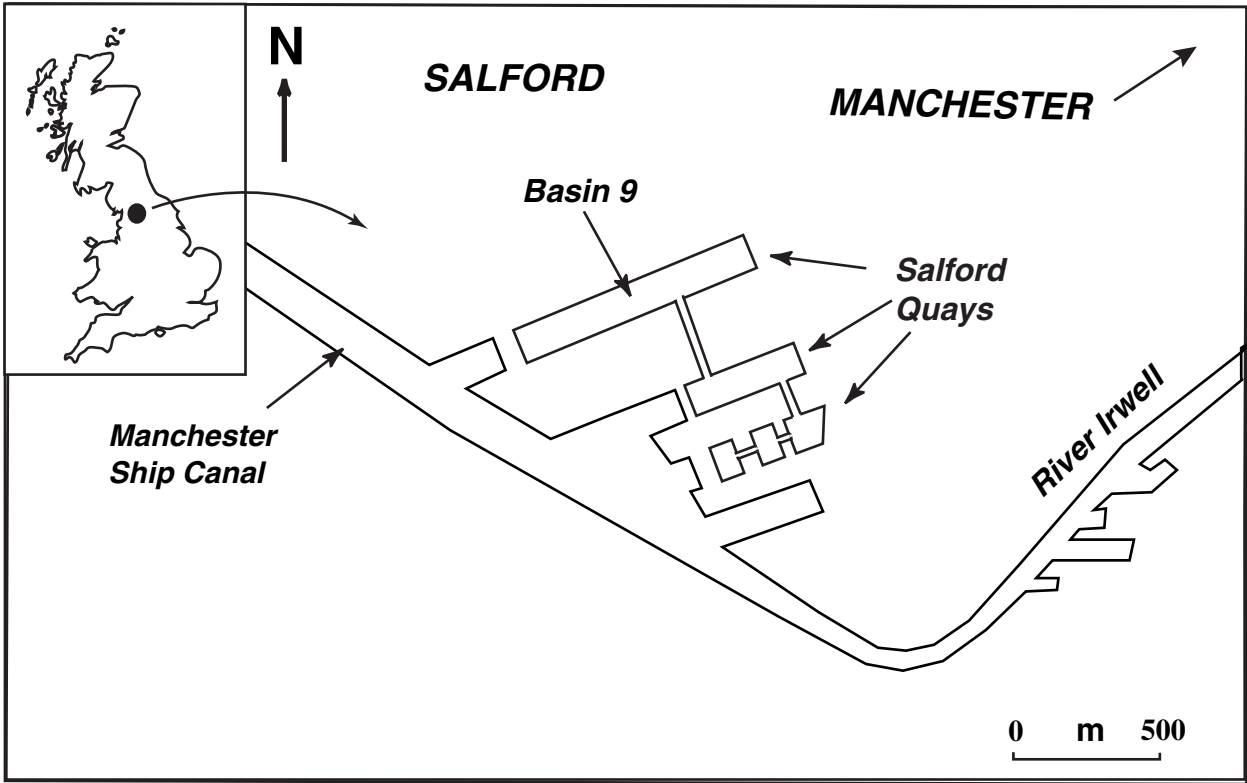 N
SALFORD
MANCHESTER
Basin 9
Salford
Quays
Manchester
Ship Canal
River Irwell
0 m 500